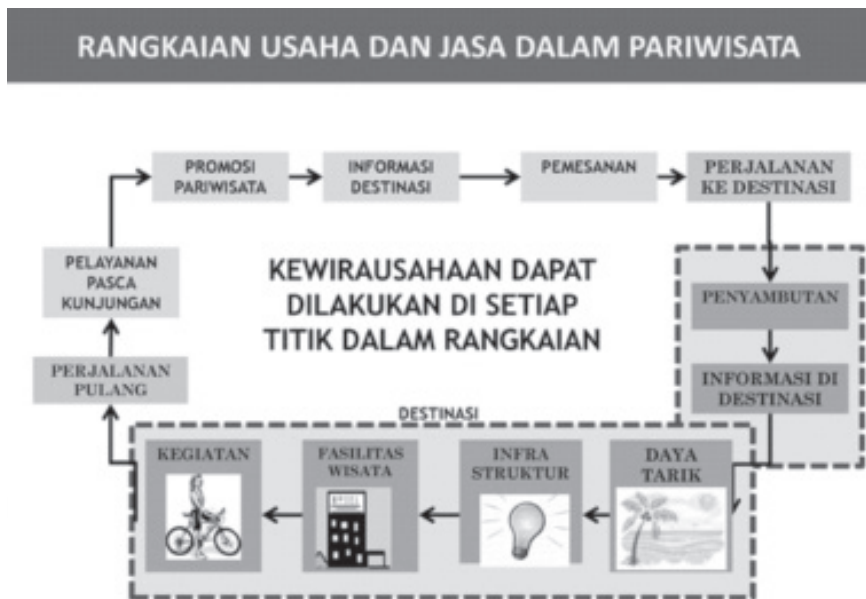 RANGKAIAN USAHA DAN JASA DALAM PARIWISATA
PROMOSI
PARIWISATA
INFORMASI
DESTINASI
PEMESANAN
PERJALANAN
KE DESTINASI
PENYAMBUTAN
INFORMASI DI
DESTINASI
KEWIRAUSAHAAN DAPAT
DILAKUKAN DI SETIAP
TITIK DALAM RANGKAIAN
PELAYANAN
PASCA
KUNJUNGAN
PERJALANAN
PULANG
DESTINASI
KEGIATAN
FASILITAS
WISATA
INFRA
STRUKTUR
DAYA
TARIK